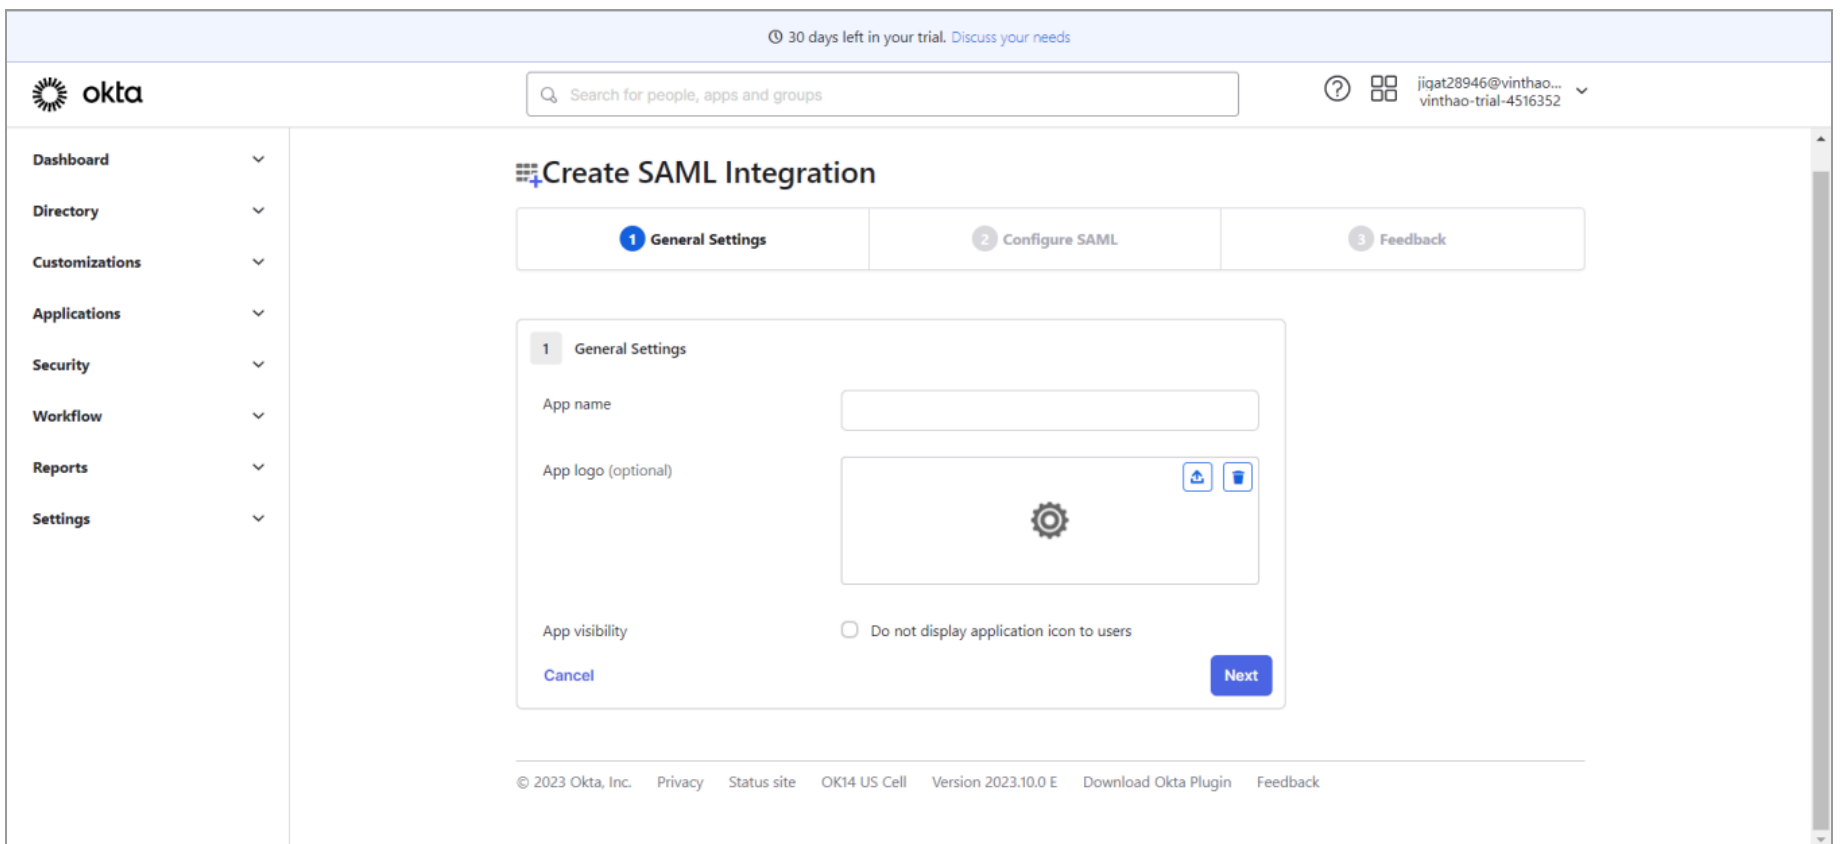 30 days left in your trial. Discuss your needs
okta
Search for people, apps and groups
jigat28946@vinthao...
vinthao-trial-4516352
Dashboard
Directory
Customizations
Applications
Security
Workflow
Reports
Settings
Create SAML Integration
1 General Settings
2 Configure SAML
3 Feedback
1 General Settings
App name
App logo (optional)
App visibility
Do not display application icon to users
Cancel
Next
© 2023 Okta, Inc. Privacy Status site OK14 US Cell Version 2023.10.0 E Download Okta Plugin Feedback